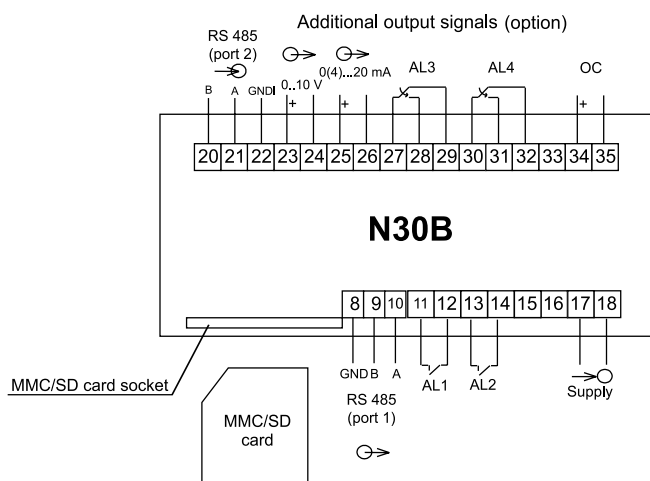 Additional output signals (option)
RS 485
(port 2)
0(4)...20 mA
AL3
AL4
OC
B
A
GNDI
0..10 V
+
+
+
20 21 22 23 24 25 26 27 28 29 30 31 32 33 34 35
N30B
8 9 10 11 12 13 14 15 16 17 18
GND B A
AL1
AL2
Supply
RS 485
(port 1)
MMC/SD card socket
MMC/SD
card